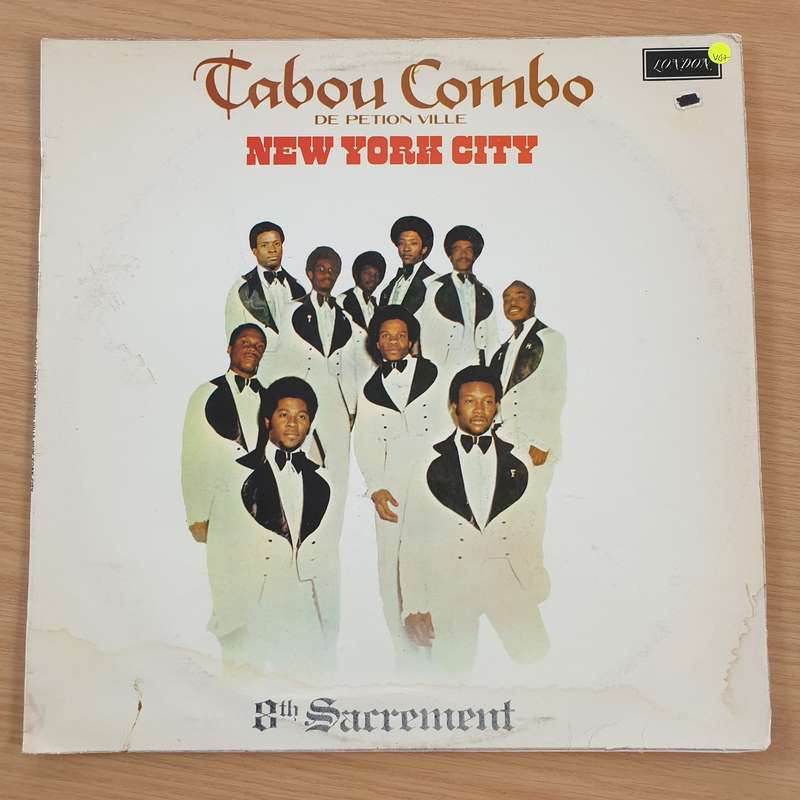 Tabou Combo
DE PETION VILLE
NEW YORK CITY
LONDON
VG+
8th Sacrement